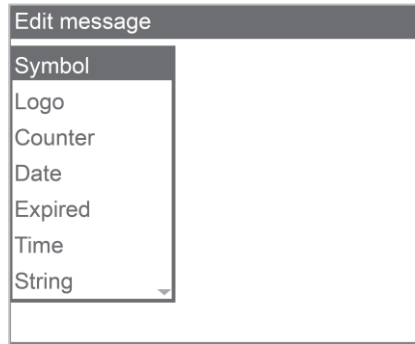 Edit message
Symbol
Logo
Counter
Date
Expired
Time
String